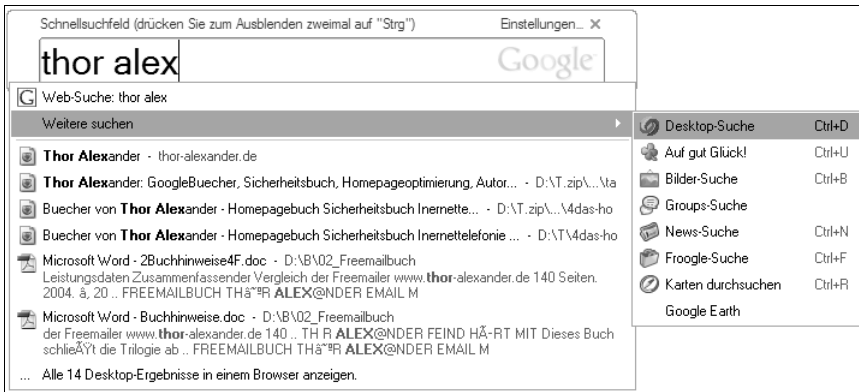 Schnellsuchfeld (drücken Sie zum Ausblenden zweimal auf "Strg") Einstellungen...
thor alex Google
Web-Suche: thor alex
Weitere suchen
Thor Alexander - thor-alexander.de
Thor Alexander: GoogleBuecher, Sicherheitsbuch, Homepageoptimierung, Autor... - D:\T.zip\...\ta
Buecher von Thor Alexander - Homepagebuch Sicherheitsbuch Inernette... - D:\T.zip\...\4das-ho
Buecher von Thor Alexander - Homepagebuch Sicherheitsbuch Inernettelefonie ... - D:\T\4das-ho
Microsoft Word - 2Buchhinweise4F.doc - D:\B\02_Freemailbuch
Leistungsdaten Zusammenfassender Vergleich der Freemailer www.thor-alexander.de 140 Seiten.
2004. â, 20 .. FREEMAILBUCH THâ˜ºR ALEX@NDER EMAIL M
Microsoft Word - Buchhinweise.doc - D:\B\02_Freemailbuch
der Freemailer www.thor-alexander.de 140 .. TH R ALEX@NDER FEIND HÃ-RT MIT Dieses Buch
schlieÃŸt die Trilogie ab .. FREEMAILBUCH THâ˜ºR ALEX@NDER EMAIL M
... Alle 14 Desktop-Ergebnisse in einem Browser anzeigen.
Desktop-Suche Ctrl+D
Auf gut Glück! Ctrl+U
Bilder-Suche Ctrl+B
Groups-Suche
News-Suche Ctrl+N
Froogle-Suche Ctrl+F
Karten durchsuchen Ctrl+R
Google Earth